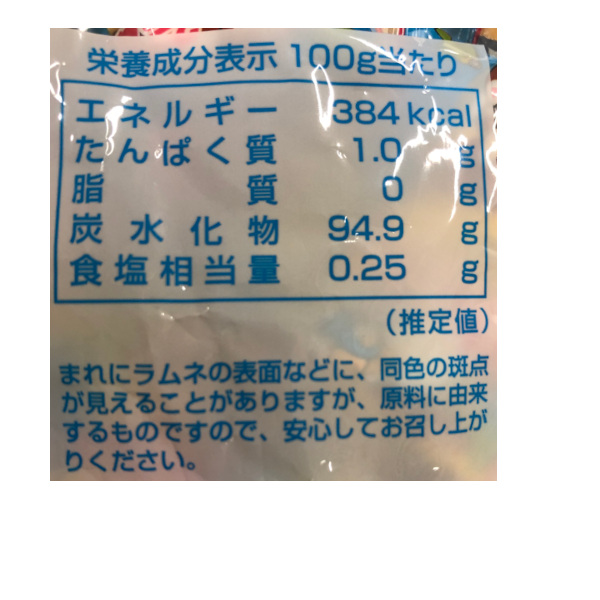 栄養成分表示 100g当たり
エネルギー 384kcal
たんぱく質 1.0 g
脂質 0 g
炭水化物 94.9 g
食塩相当量 0.25 g
（推定値）
まれにラムネの表面などに、同色の斑点
が見えることがありますが、原料に由来
するものですので、安心してお召し上が
りください。